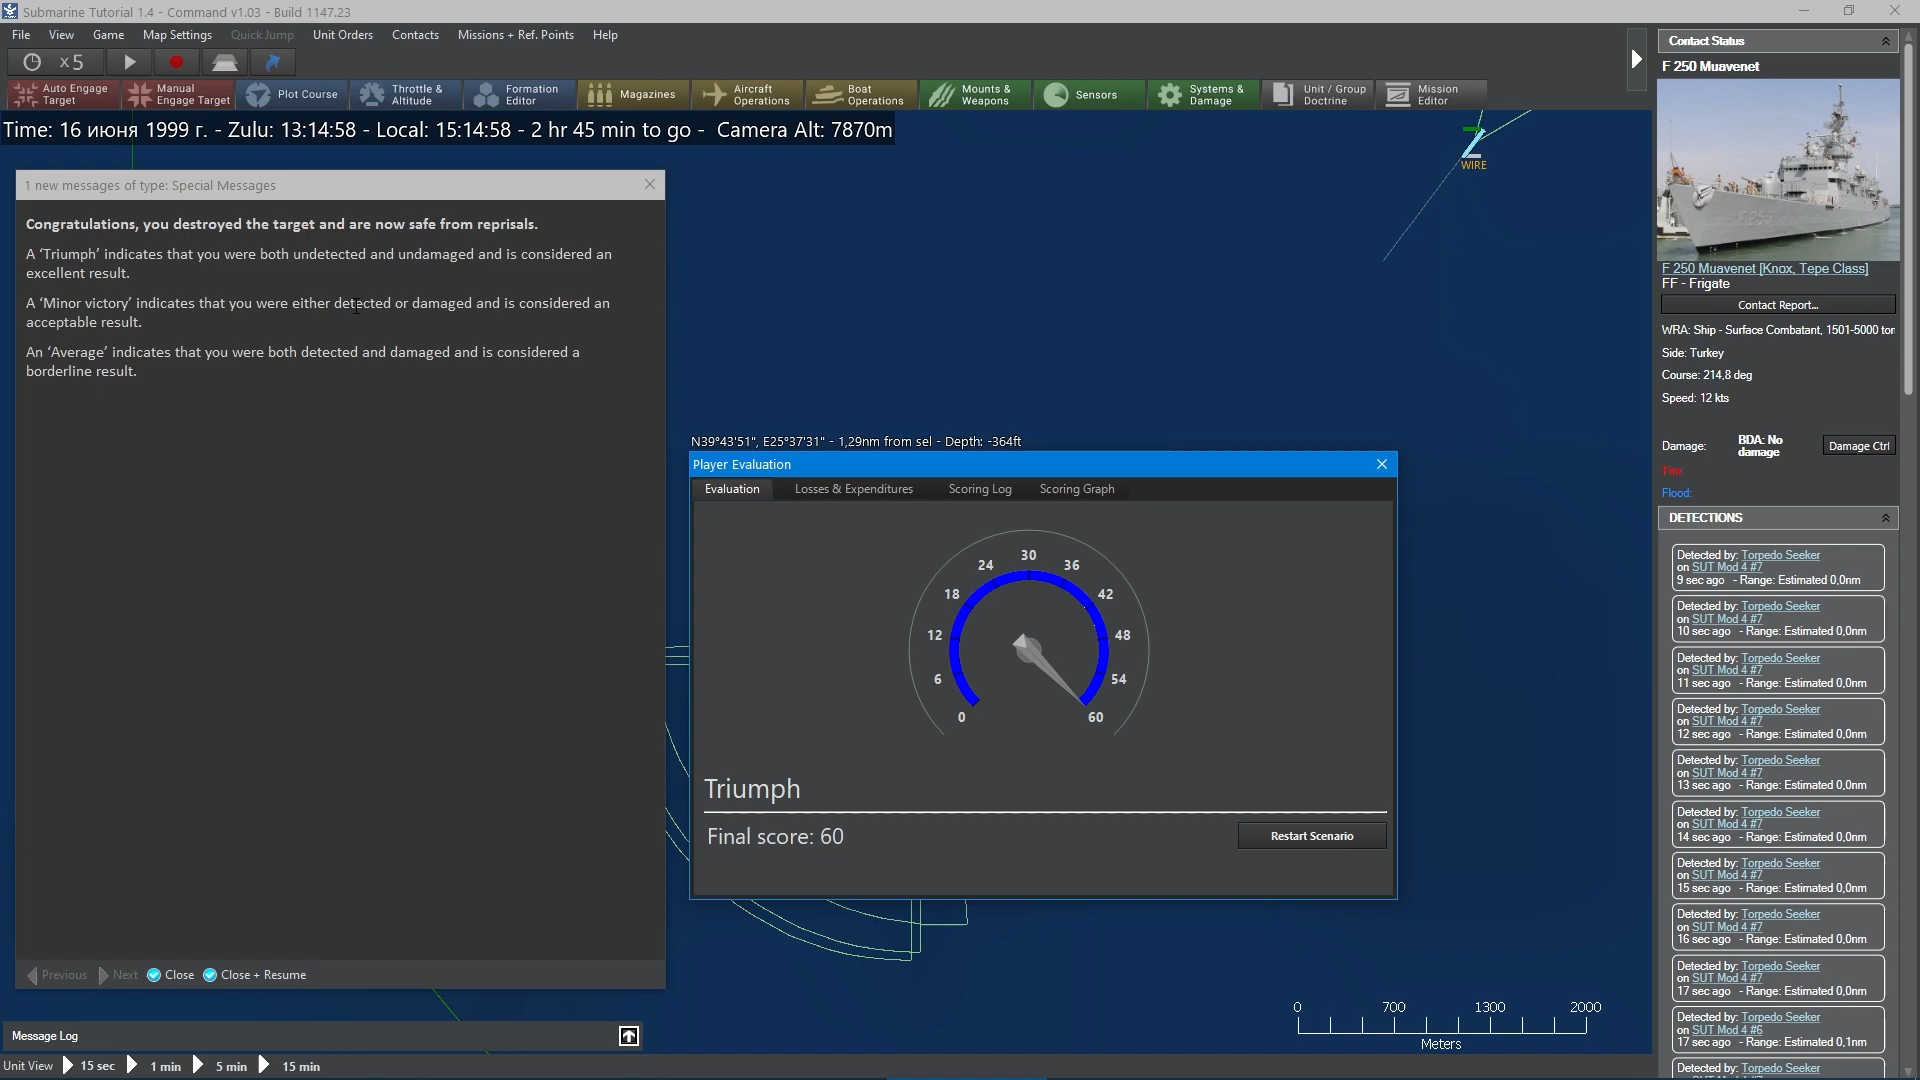 Submarine Tutorial 1.4 - Command v1.03 - Build 1147.23
File View Game Map Settings Quick Jump Unit Orders Contacts Missions + Ref. Points Help
x 5
Auto Engage Target
Manual Engage Target
Plot Course
Throttle & Altitude
Formation Editor
Magazines
Aircraft Operations
Boat Operations
Mounts & Weapons
Sensors
Systems & Damage
Unit / Group Doctrine
Mission Editor
Time: 16 июня 1999 г. - Zulu: 13:14:58 - Local: 15:14:58 - 2 hr 45 min to go - Camera Alt: 7870m
WIRE
1 new messages of type: Special Messages
Congratulations, you destroyed the target and are now safe from reprisals.
A ‘Triumph’ indicates that you were both undetected and undamaged and is considered an
excellent result.
A ‘Minor victory’ indicates that you were either detected or damaged and is considered an
acceptable result.
An ‘Average’ indicates that you were both detected and damaged and is considered a
borderline result.
Previous Next Close Close + Resume
N39°43'51", E25°37'31" - 1,29nm from sel - Depth: -364ft
Player Evaluation
Evaluation Losses & Expenditures Scoring Log Scoring Graph
0
6
12
18
24
30
36
42
48
54
60
Triumph
Final score: 60
Restart Scenario
0 700 1300 2000
Meters
Message Log
Unit View 15 sec 1 min 5 min 15 min
Contact Status
F 250 Muavenet
F255
F 250 Muavenet [Knox, Tepe Class]
FF - Frigate
Contact Report...
WRA: Ship - Surface Combatant, 1501-5000 ton
Side: Turkey
Course: 214,8 deg
Speed: 12 kts
Damage: BDA: No damage Damage Ctrl
Fire:
Flood:
DETECTIONS
Detected by: Torpedo Seeker
on SUT Mod 4 #7
9 sec ago - Range: Estimated 0,0nm
Detected by: Torpedo Seeker
on SUT Mod 4 #7
10 sec ago - Range: Estimated 0,0nm
Detected by: Torpedo Seeker
on SUT Mod 4 #7
11 sec ago - Range: Estimated 0,0nm
Detected by: Torpedo Seeker
on SUT Mod 4 #7
12 sec ago - Range: Estimated 0,0nm
Detected by: Torpedo Seeker
on SUT Mod 4 #7
13 sec ago - Range: Estimated 0,0nm
Detected by: Torpedo Seeker
on SUT Mod 4 #7
14 sec ago - Range: Estimated 0,0nm
Detected by: Torpedo Seeker
on SUT Mod 4 #7
15 sec ago - Range: Estimated 0,0nm
Detected by: Torpedo Seeker
on SUT Mod 4 #7
16 sec ago - Range: Estimated 0,0nm
Detected by: Torpedo Seeker
on SUT Mod 4 #7
17 sec ago - Range: Estimated 0,0nm
Detected by: Torpedo Seeker
on SUT Mod 4 #6
17 sec ago - Range: Estimated 0,1nm
Detected by: Torpedo Seeker